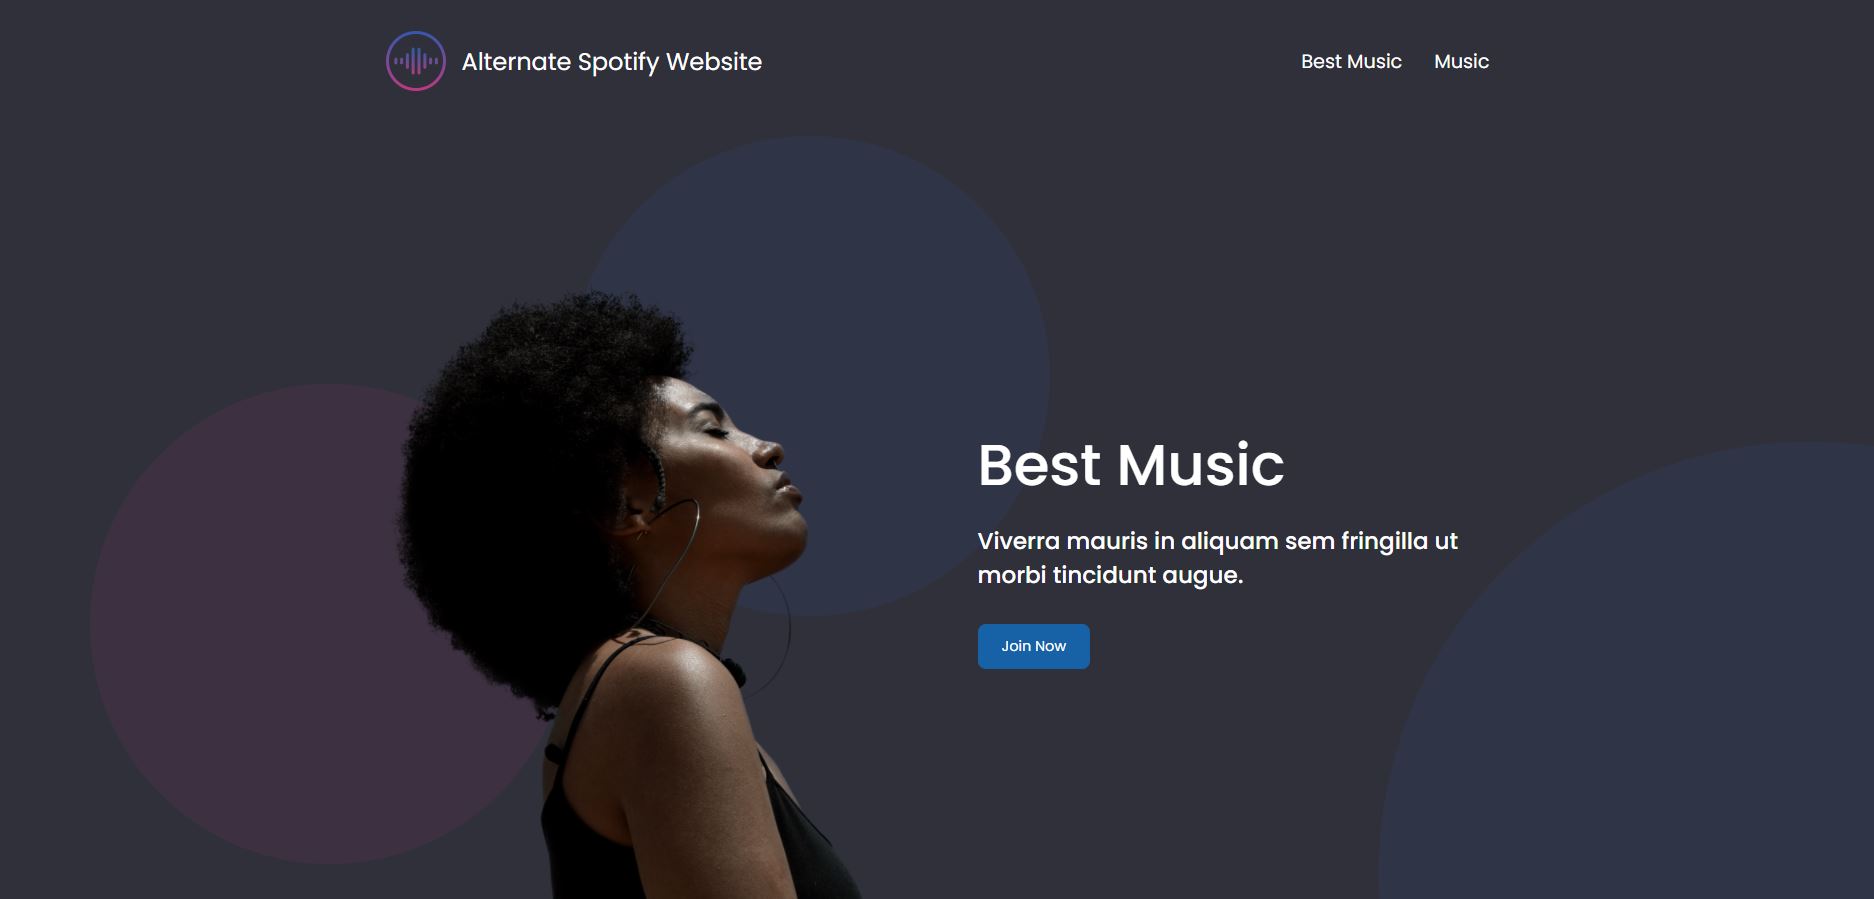 Alternate Spotify Website
Best Music
Music
Best Music
Viverra mauris in aliquam sem fringilla ut
morbi tincidunt augue.
Join Now